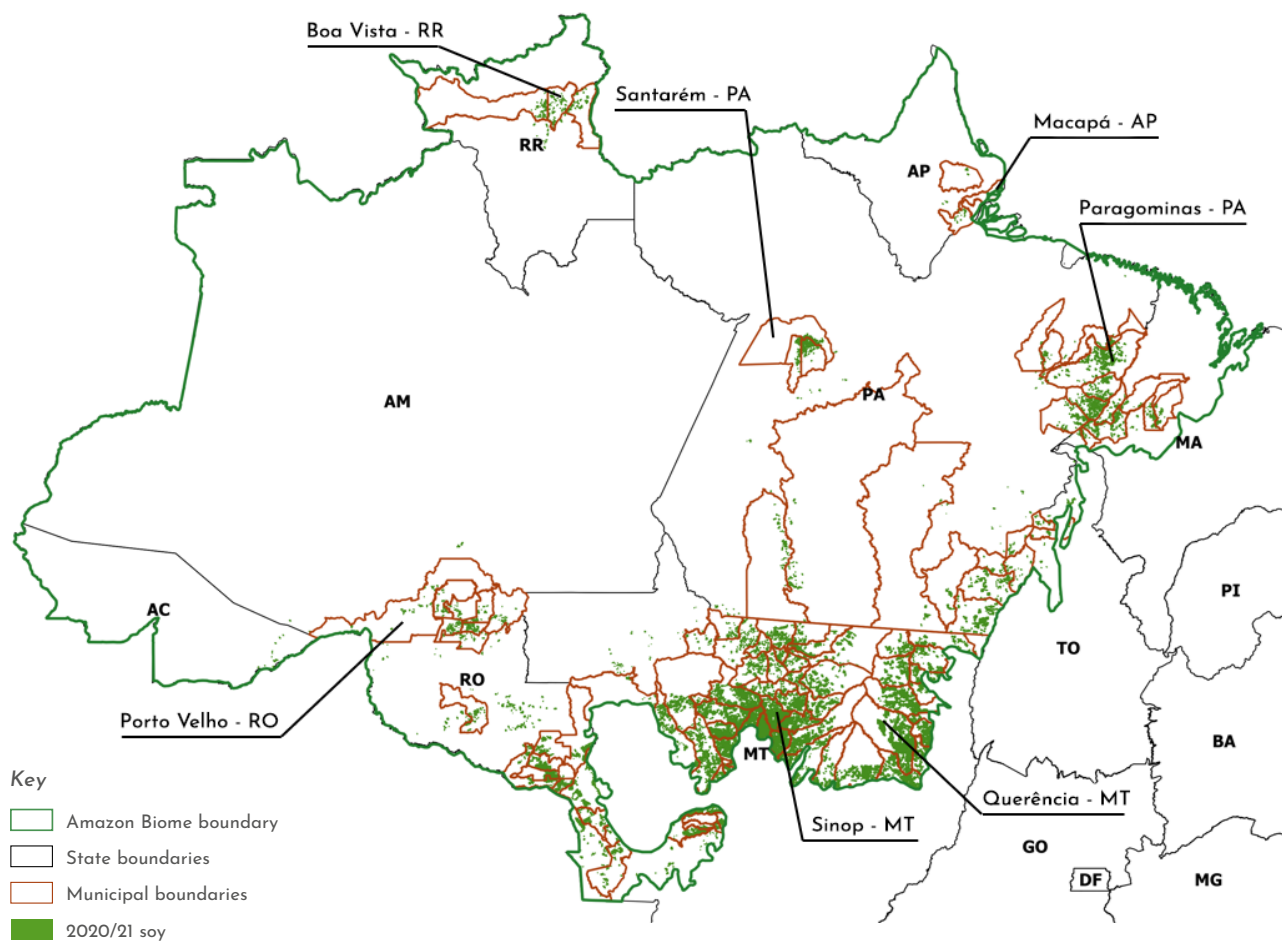 Boa Vista - RR
Santarém - PA
Macapá - AP
RR
AP
Paragominas - PA
AM
PA
MA
PI
AC
TO
RO
Porto Velho - RO
MT
BA
Key
Querência - MT
Amazon Biome boundary
Sinop - MT
State boundaries
GO
Municipal boundaries
DF
MG
2020/21 soy